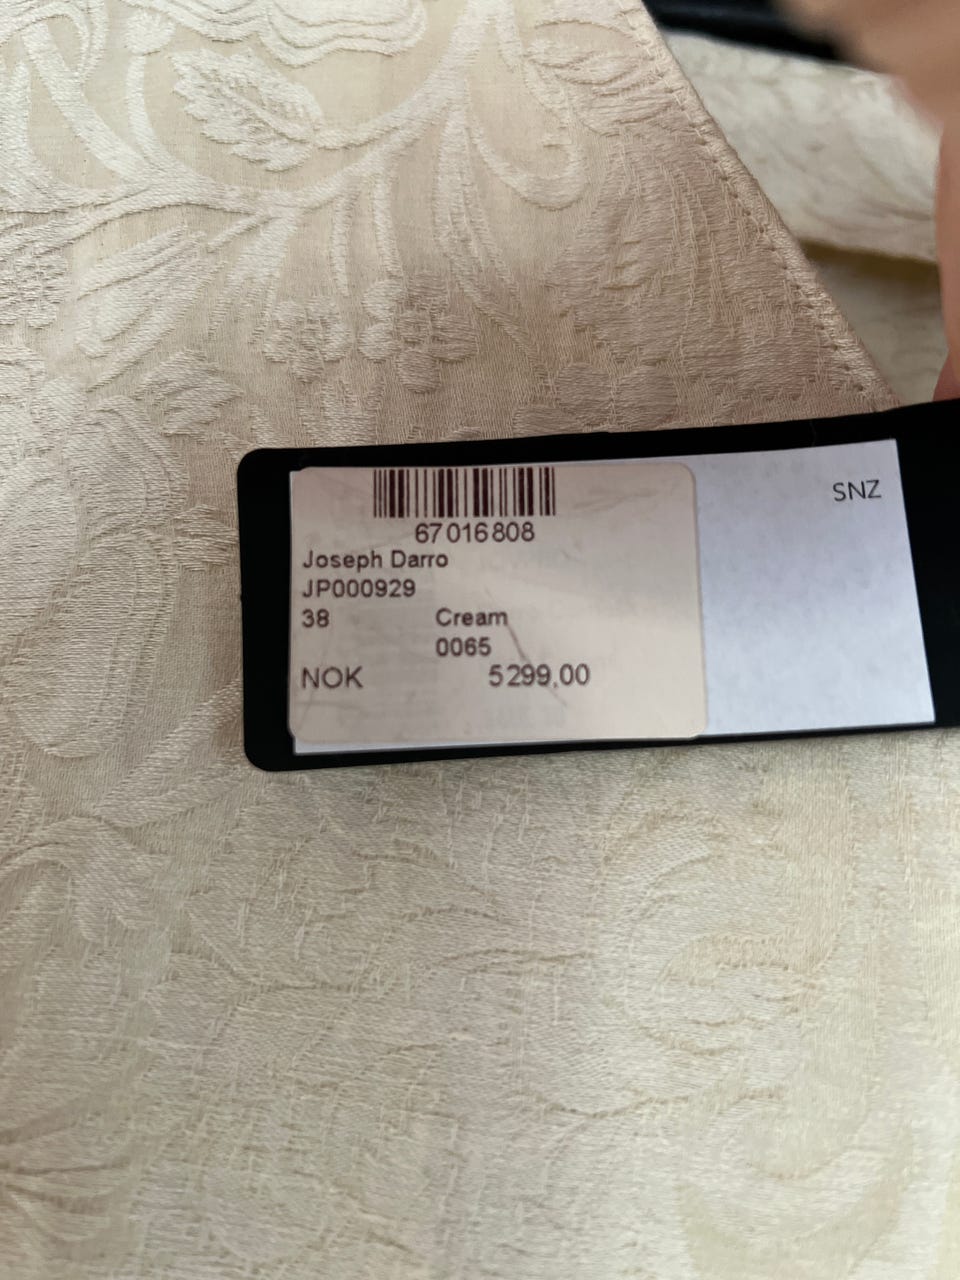 SNZ
67016808
Joseph Darro
JP000929
38 Cream
0065
NOK 5299,00